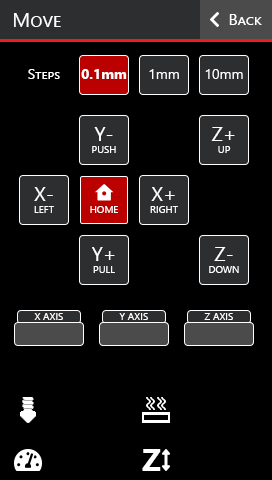 Move
Back
Steps 0.1mm 1mm 10mm
Y-
PUSH
Z+
UP
X-
LEFT
HOME
X+
RIGHT
Y+
PULL
Z-
DOWN
X AXIS Y AXIS Z AXIS
Z